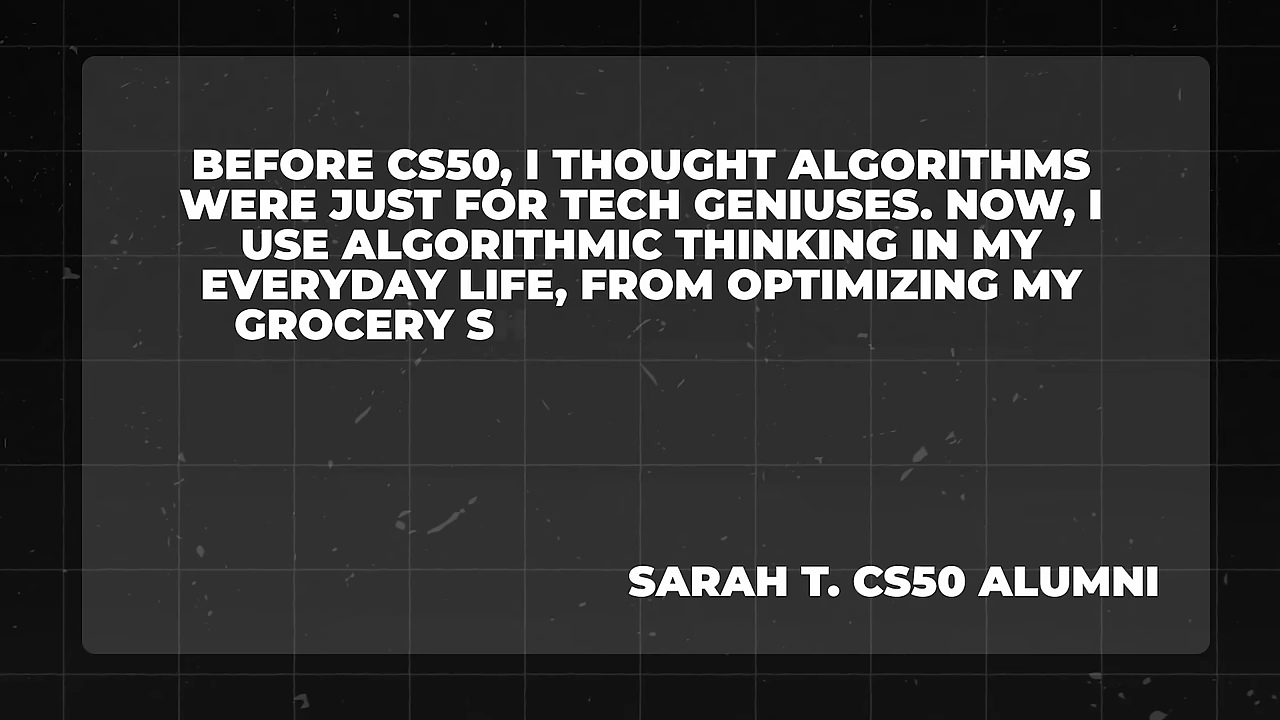 BEFORE CS50, I THOUGHT ALGORITHMS
WERE JUST FOR TECH GENIUSES. NOW, I
USE ALGORITHMIC THINKING IN MY
EVERYDAY LIFE, FROM OPTIMIZING MY
GROCERY S
SARAH T. CS50 ALUMNI